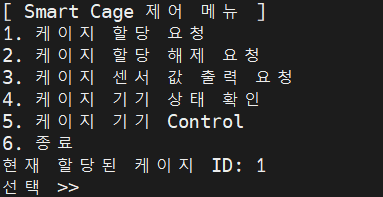 [ Smart Cage 제어 메뉴 ]
1. 케이지 할당 요청
2. 케이지 할당 해제 요청
3. 케이지 센서 값 출력 요청
4. 케이지 기기 상태 확인
5. 케이지 기기 Control
6. 종료
현재 할당된 케이지 ID: 1
선택 >>